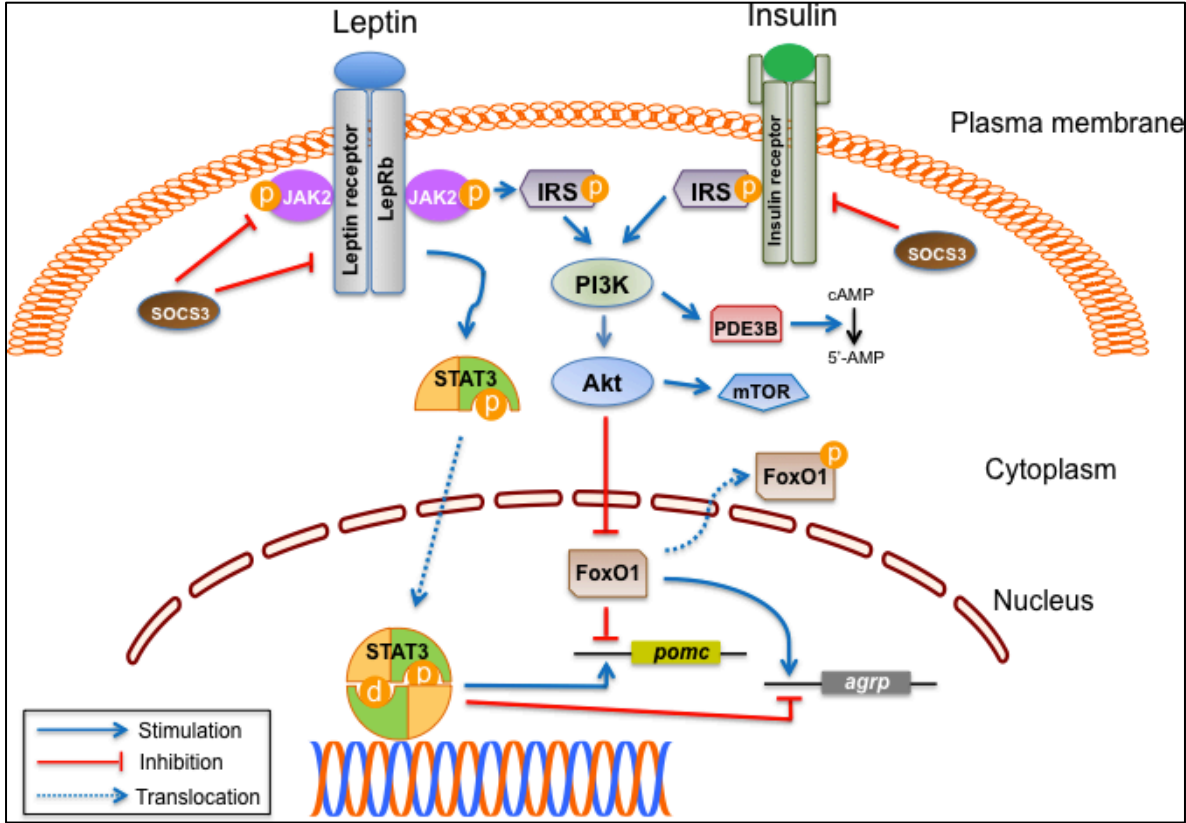 Leptin
Insulin
Plasma membrane
Leptin receptor
LepRb
Insulin receptor
p
JAK2
JAK2
p
IRS
p
IRS
p
SOCS3
SOCS3
PI3K
PDE3B
cAMP
5'-AMP
STAT3
p
Akt
mTOR
p
FoxO1
Cytoplasm
FoxO1
Nucleus
STAT3
p
d
pomc
agrp
Stimulation
Inhibition
Translocation